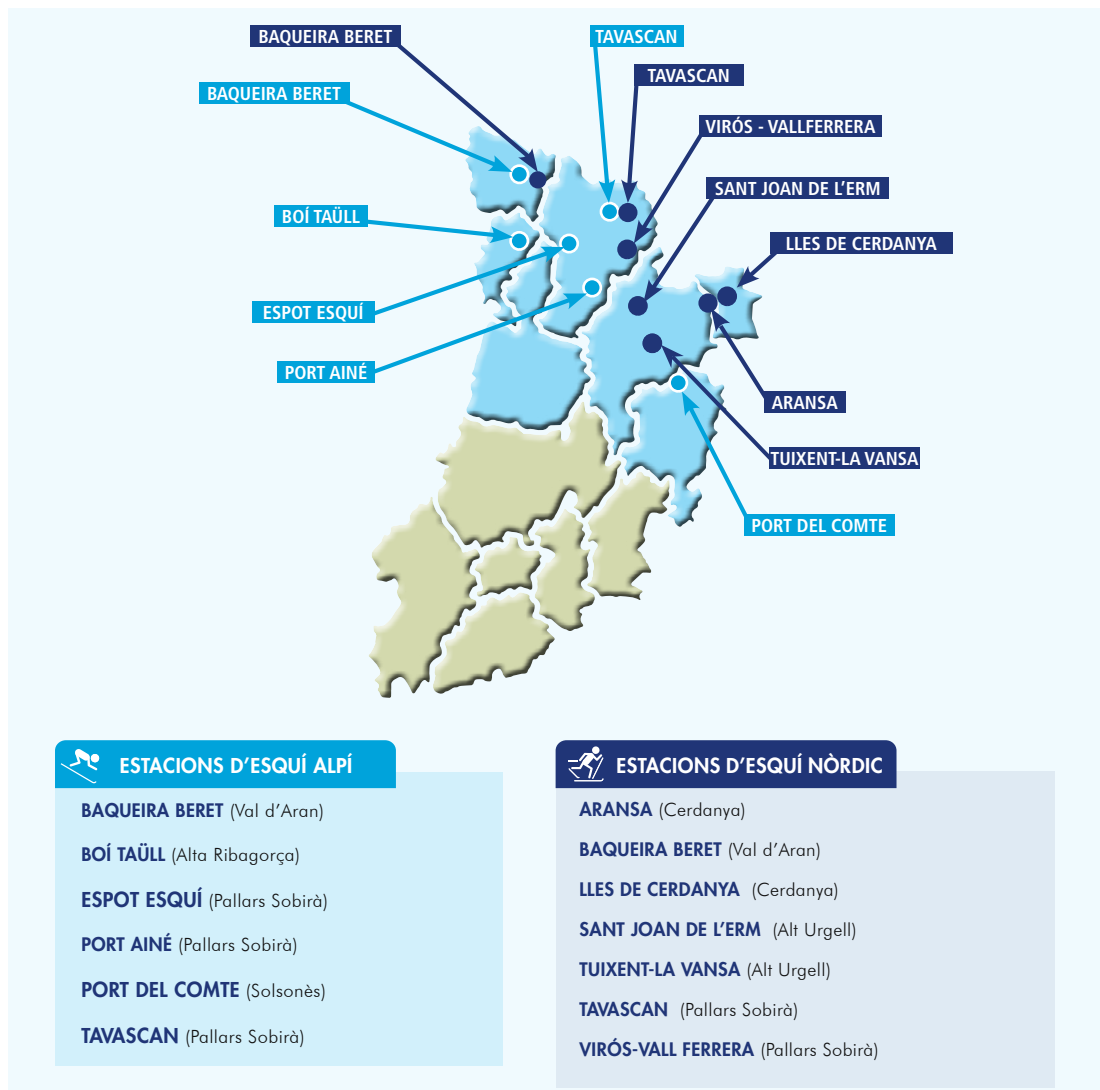 BAQUEIRA BERET
TAVASCAN
TAVASCAN
BAQUEIRA BERET
VIRÓS - VALLFERRERA
SANT JOAN DE L'ERM
BOÍ TAÜLL
LLES DE CERDANYA
ESPOT ESQUÍ
PORT AINÉ
ARANSA
TUIXENT-LA VANSA
PORT DEL COMTE
ESTACIONS D'ESQUÍ ALPÍ
BAQUEIRA BERET (Val d'Aran)
BOÍ TAÜLL (Alta Ribagorça)
ESPOT ESQUÍ (Pallars Sobirà)
PORT AINÉ (Pallars Sobirà)
PORT DEL COMTE (Solsonès)
TAVASCAN (Pallars Sobirà)
ESTACIONS D'ESQUÍ NÒRDIC
ARANSA (Cerdanya)
BAQUEIRA BERET (Val d'Aran)
LLES DE CERDANYA (Cerdanya)
SANT JOAN DE L'ERM (Alt Urgell)
TUIXENT-LA VANSA (Alt Urgell)
TAVASCAN (Pallars Sobirà)
VIRÓS-VALL FERRERA (Pallars Sobirà)